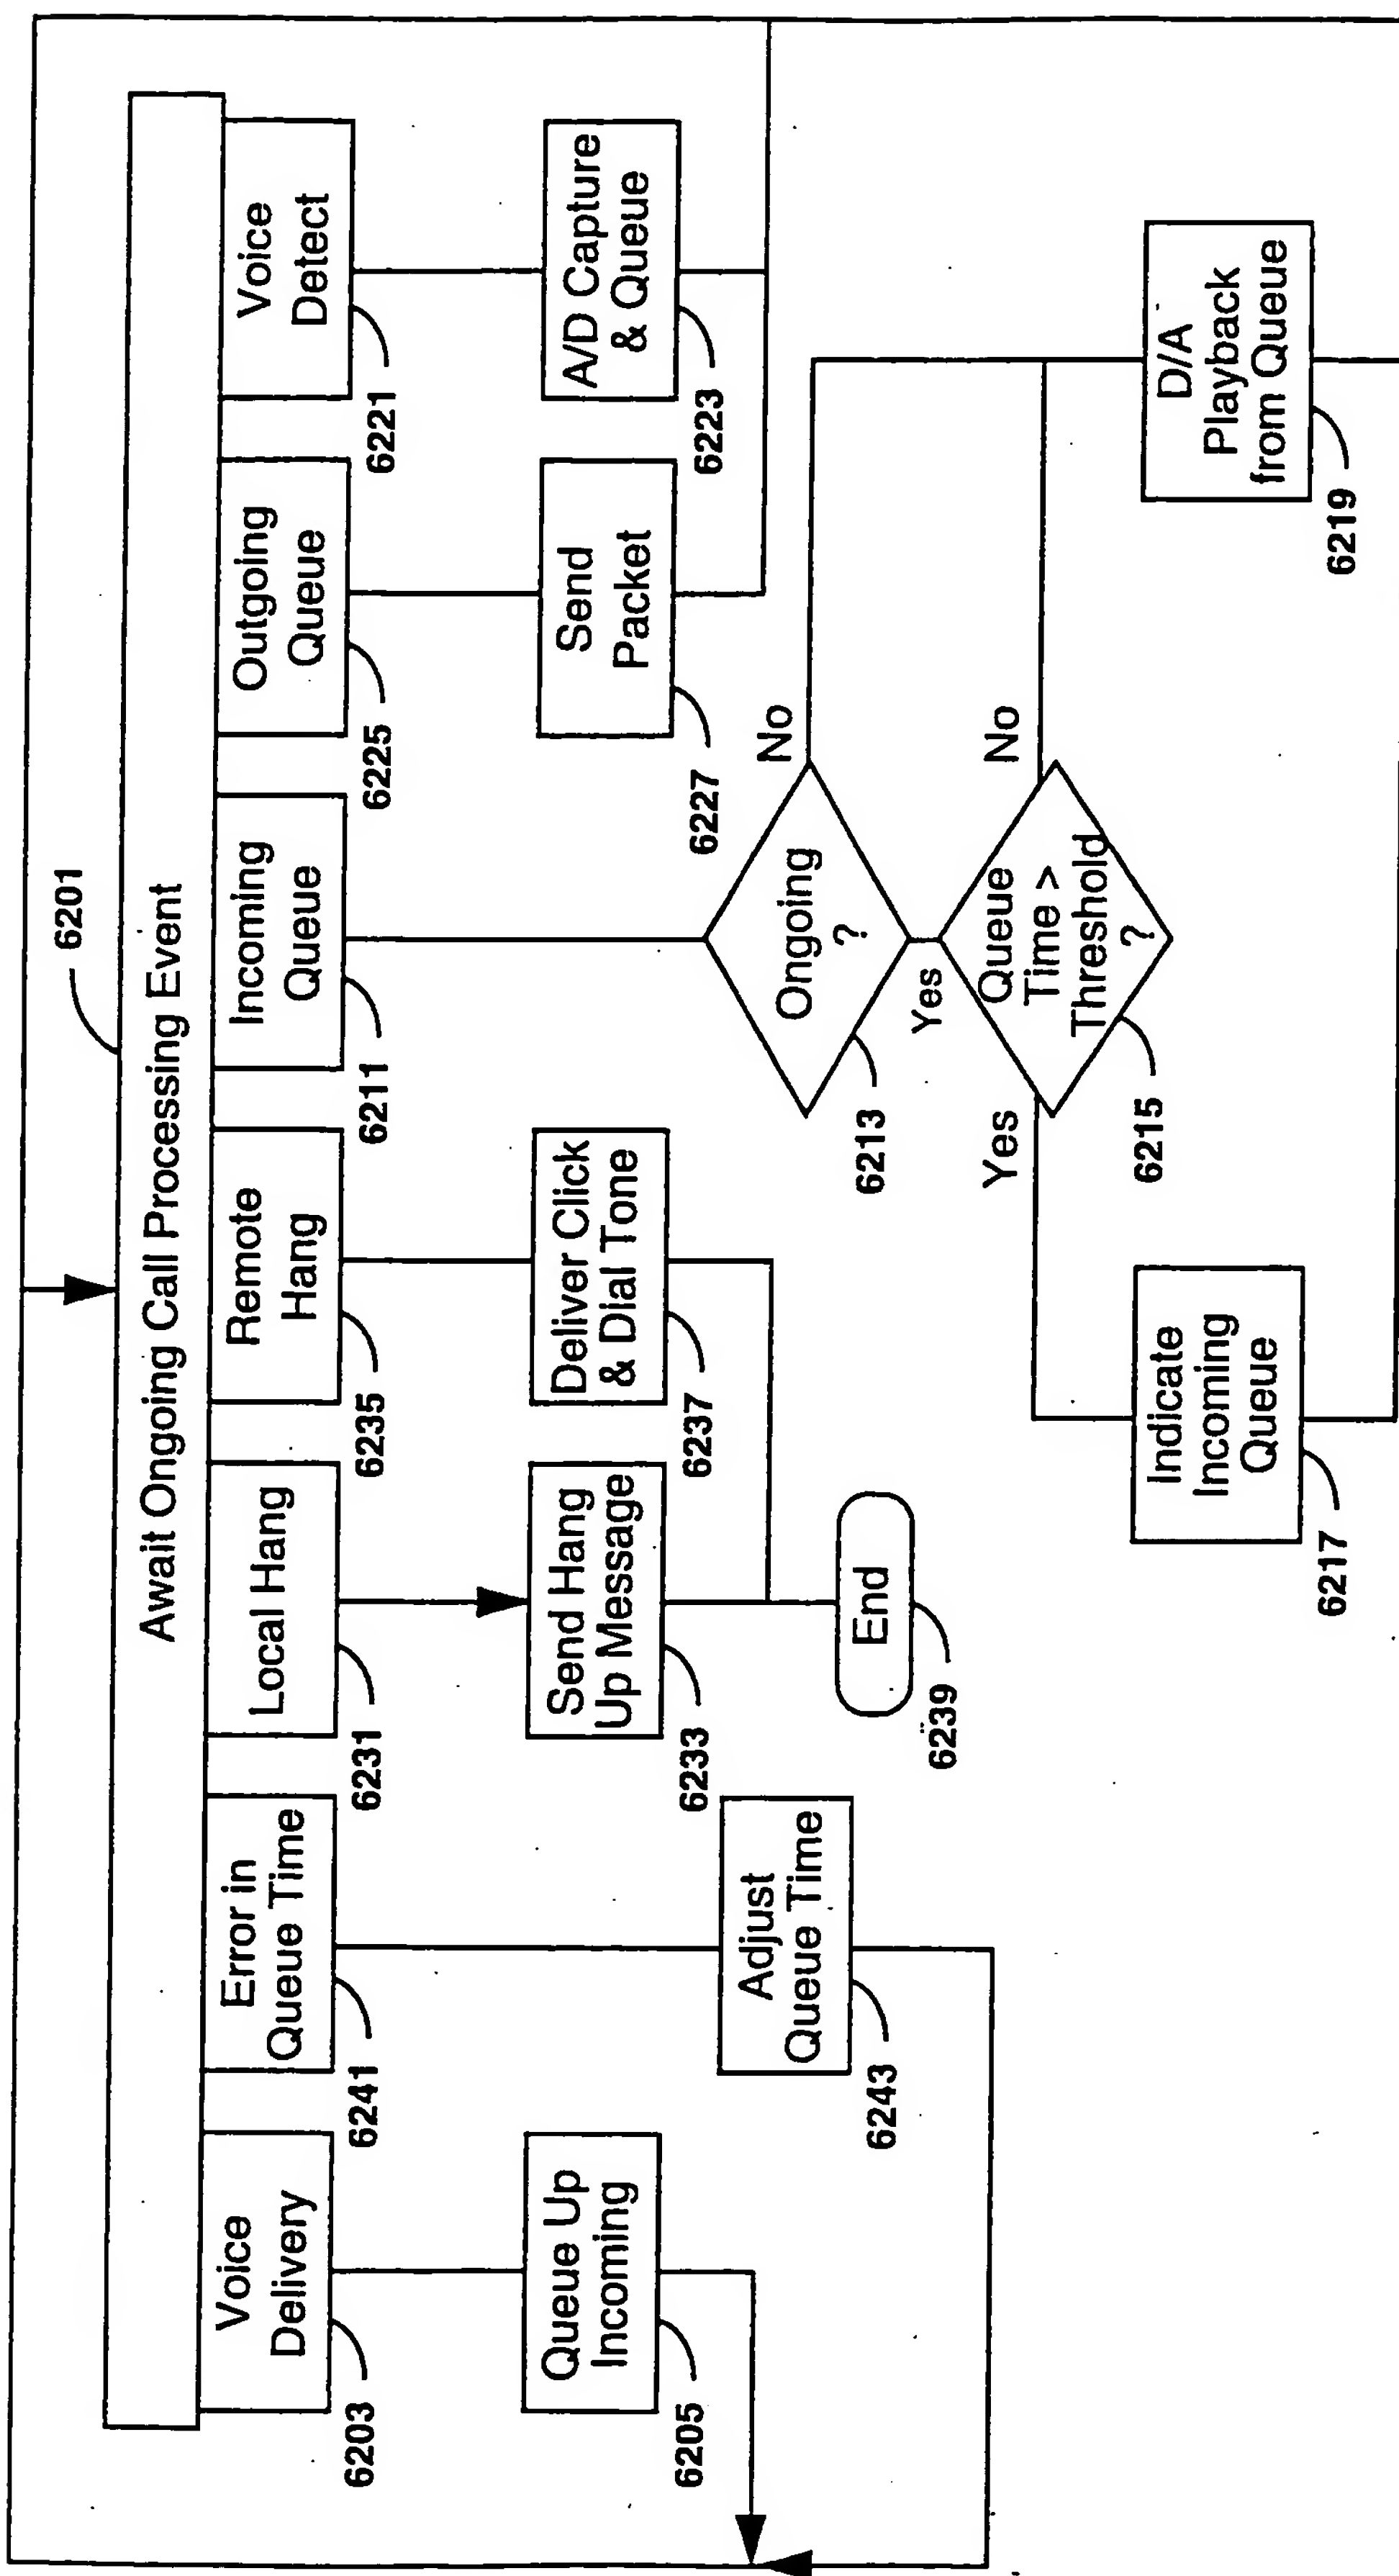 6201
Await Ongoing Call Processing Event
Voice
Delivery
6203
Error in
Queue Time
6241
Local Hang
6231
Remote
Hang
6235
Incoming
Queue
6211
Outgoing
Queue
6225
Voice
Detect
6221
Queue Up
Incoming
6205
Send Hang
Up Message
6233
Deliver Click
& Dial Tone
6237
Send
Packet
6227
A/D Capture
& Queue
6223
Adjust
Queue Time
6243
End
6239
Ongoing
?
6213
No
Yes
Queue
Time >
Threshold
?
6215
Yes
No
Indicate
Incoming
Queue
6217
D/A
Playback
from Queue
6219